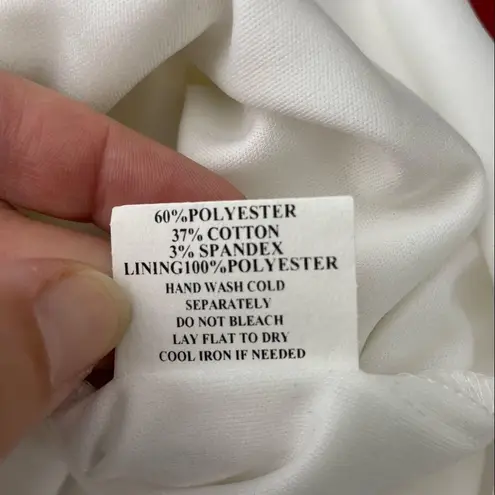 60%POLYESTER
37% COTTON
3% SPANDEX
LINING100%POLYESTER
HAND WASH COLD
SEPARATELY
DO NOT BLEACH
LAY FLAT TO DRY
COOL IRON IF NEEDED